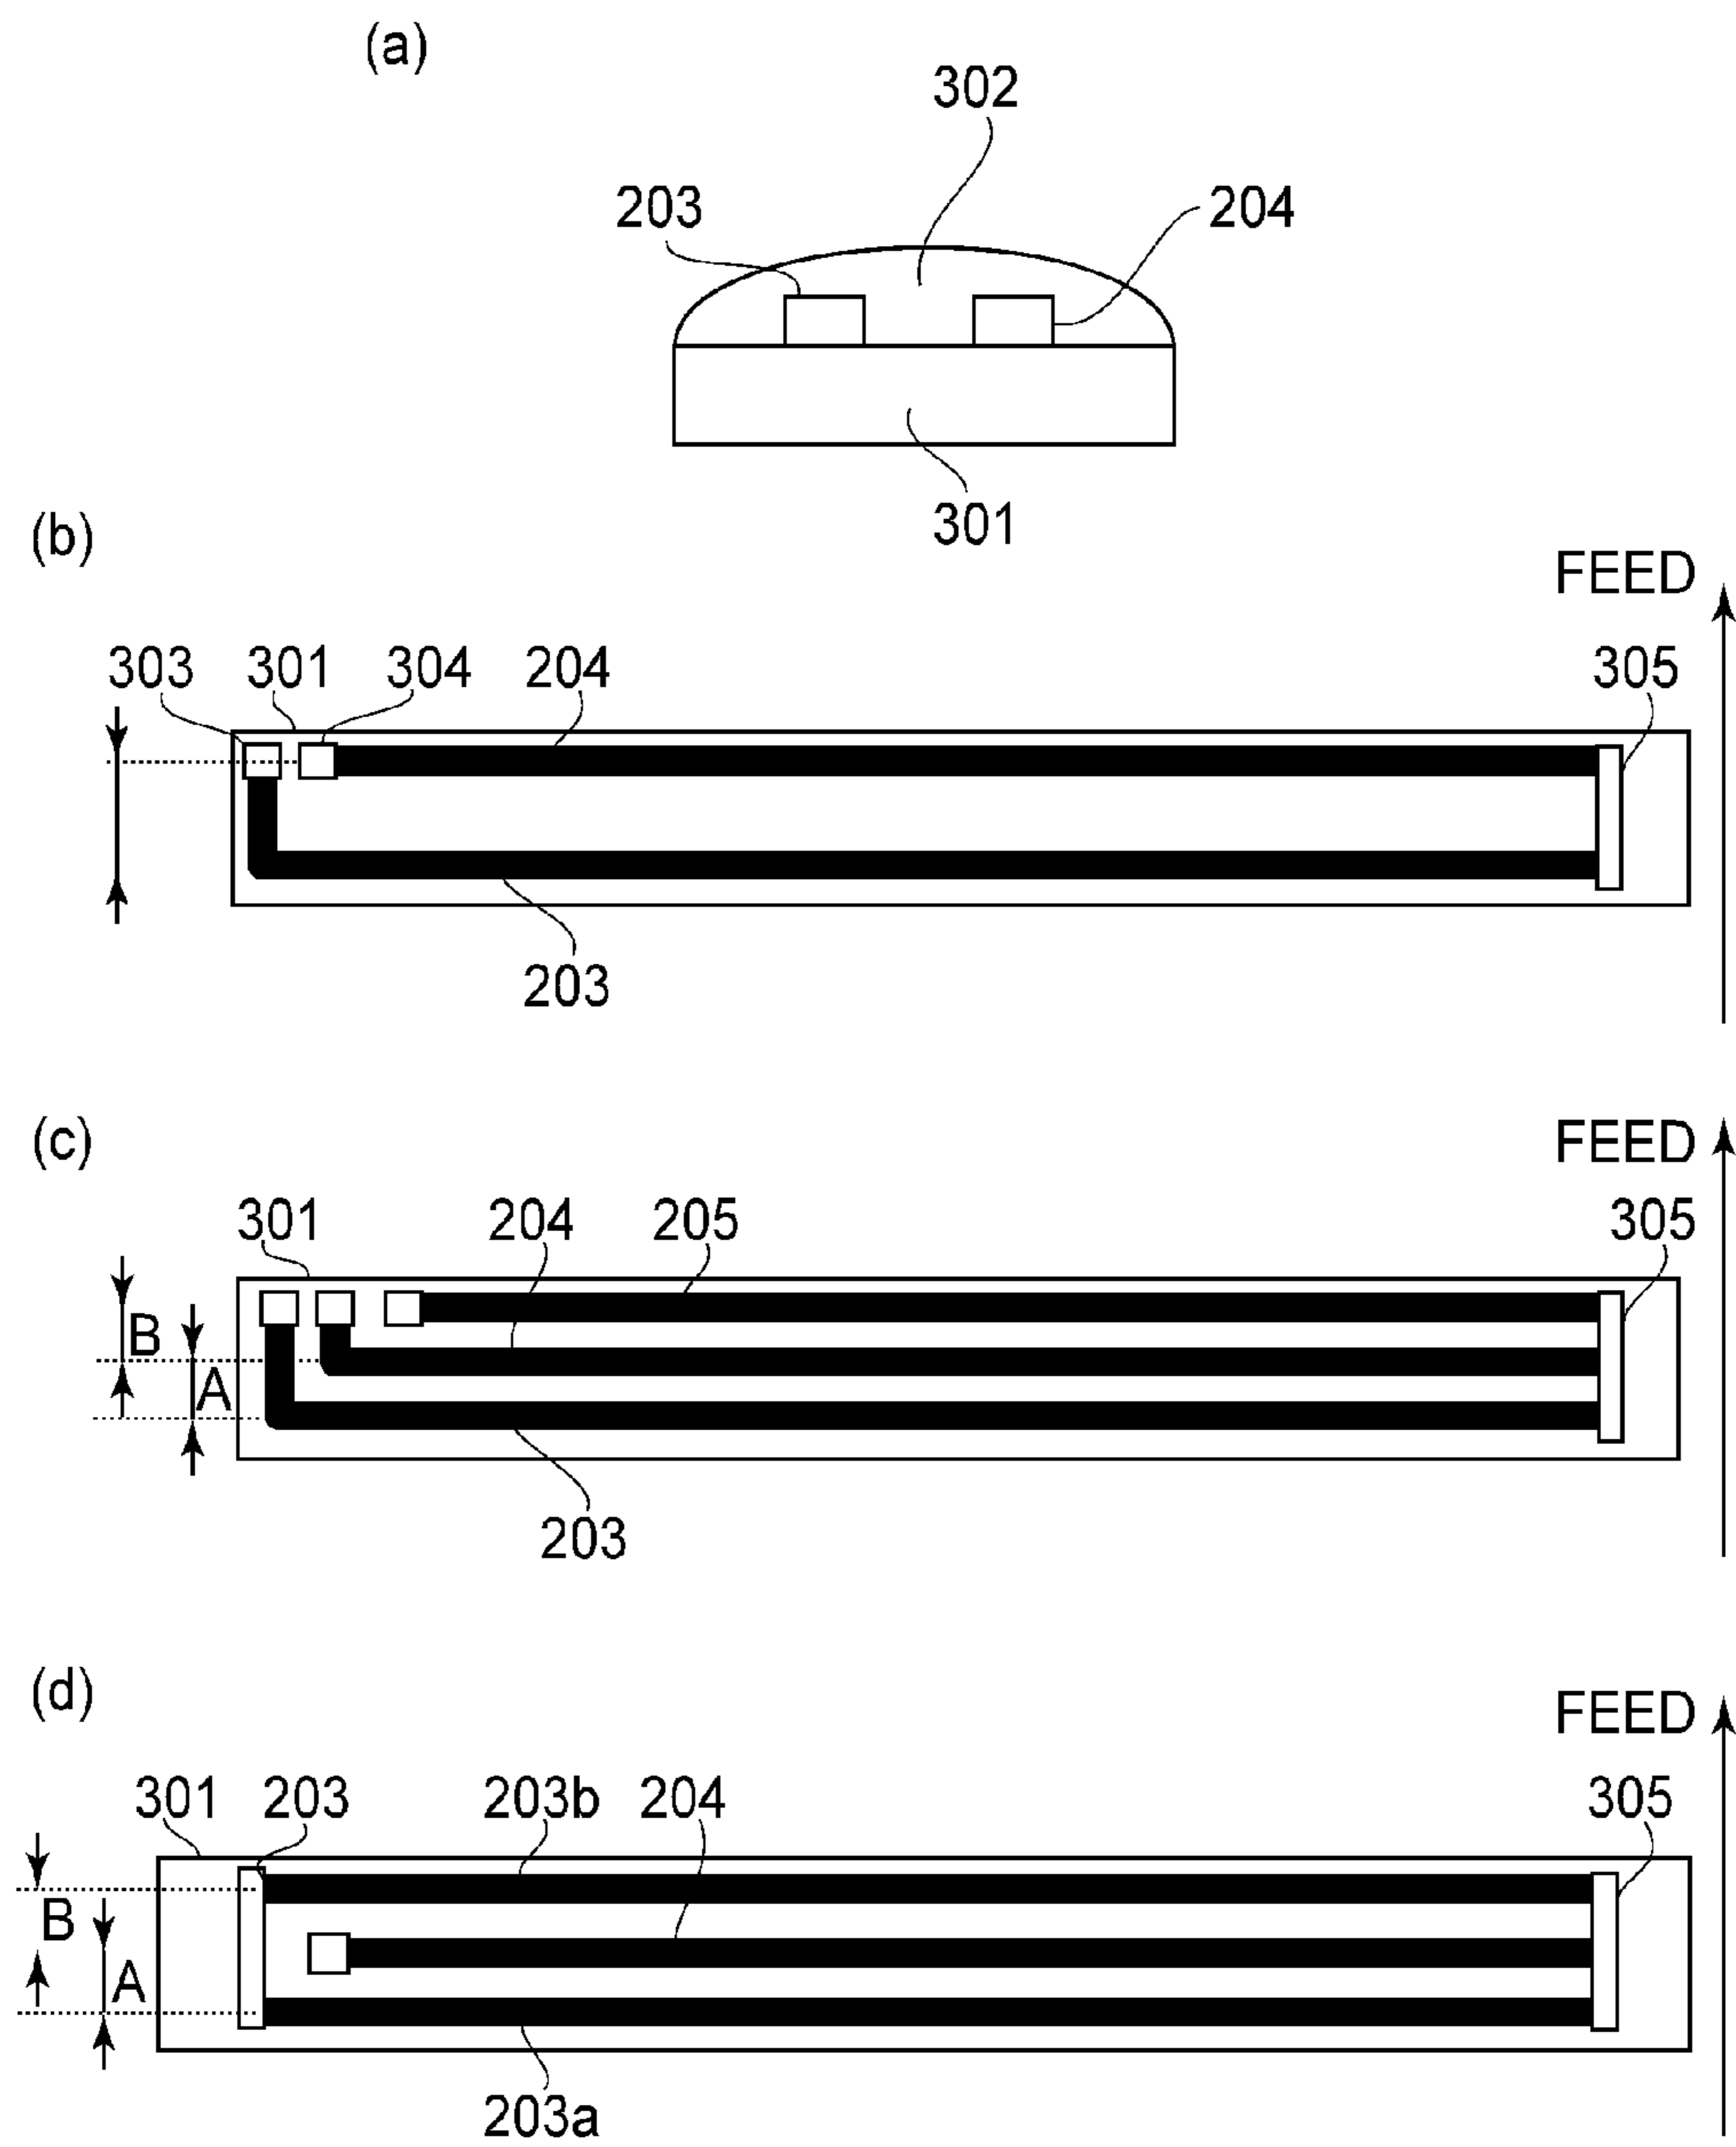 (a)
302
203 204
301
(b)
FEED
303 301 304 204 305
203
(c)
FEED
301 204 205 305
B
A
203
(d)
FEED
301 203 203b 204 305
B
A
203a